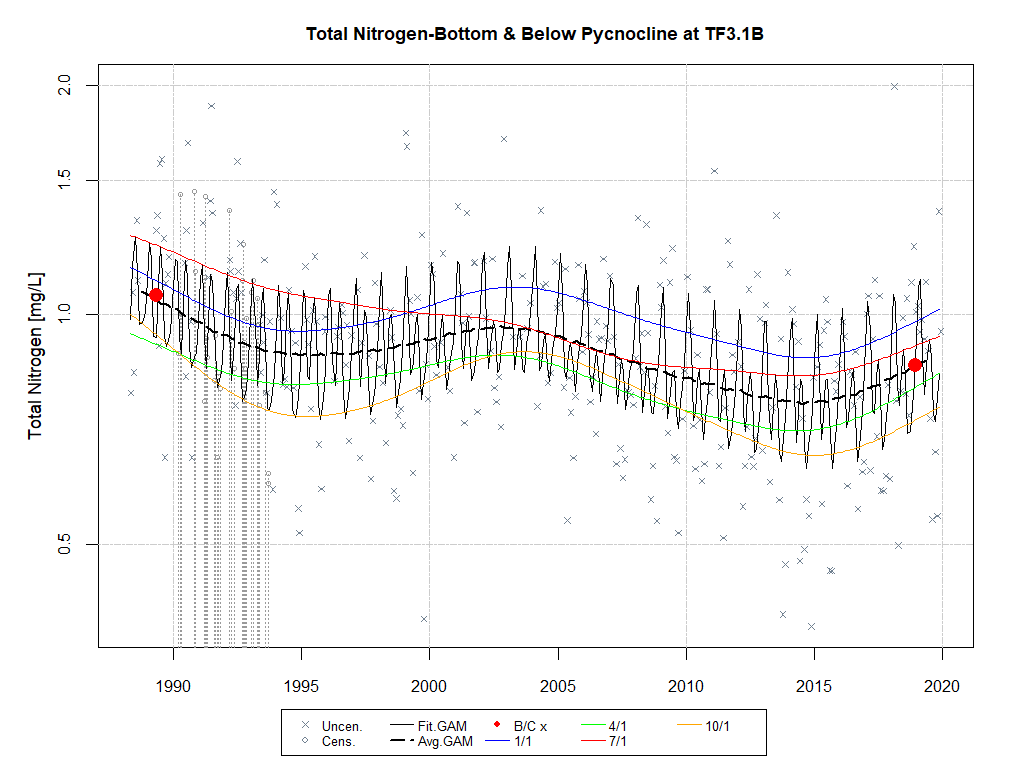 Total Nitrogen-Bottom & Below Pycnocline at TF3.1B
Total Nitrogen [mg/L]
2.0
1.5
1.0
0.5
1990 1995 2000 2005 2010 2015 2020
Uncen. Fit.GAM B/C x 4/1 10/1
Cens. Avg.GAM 1/1 7/1